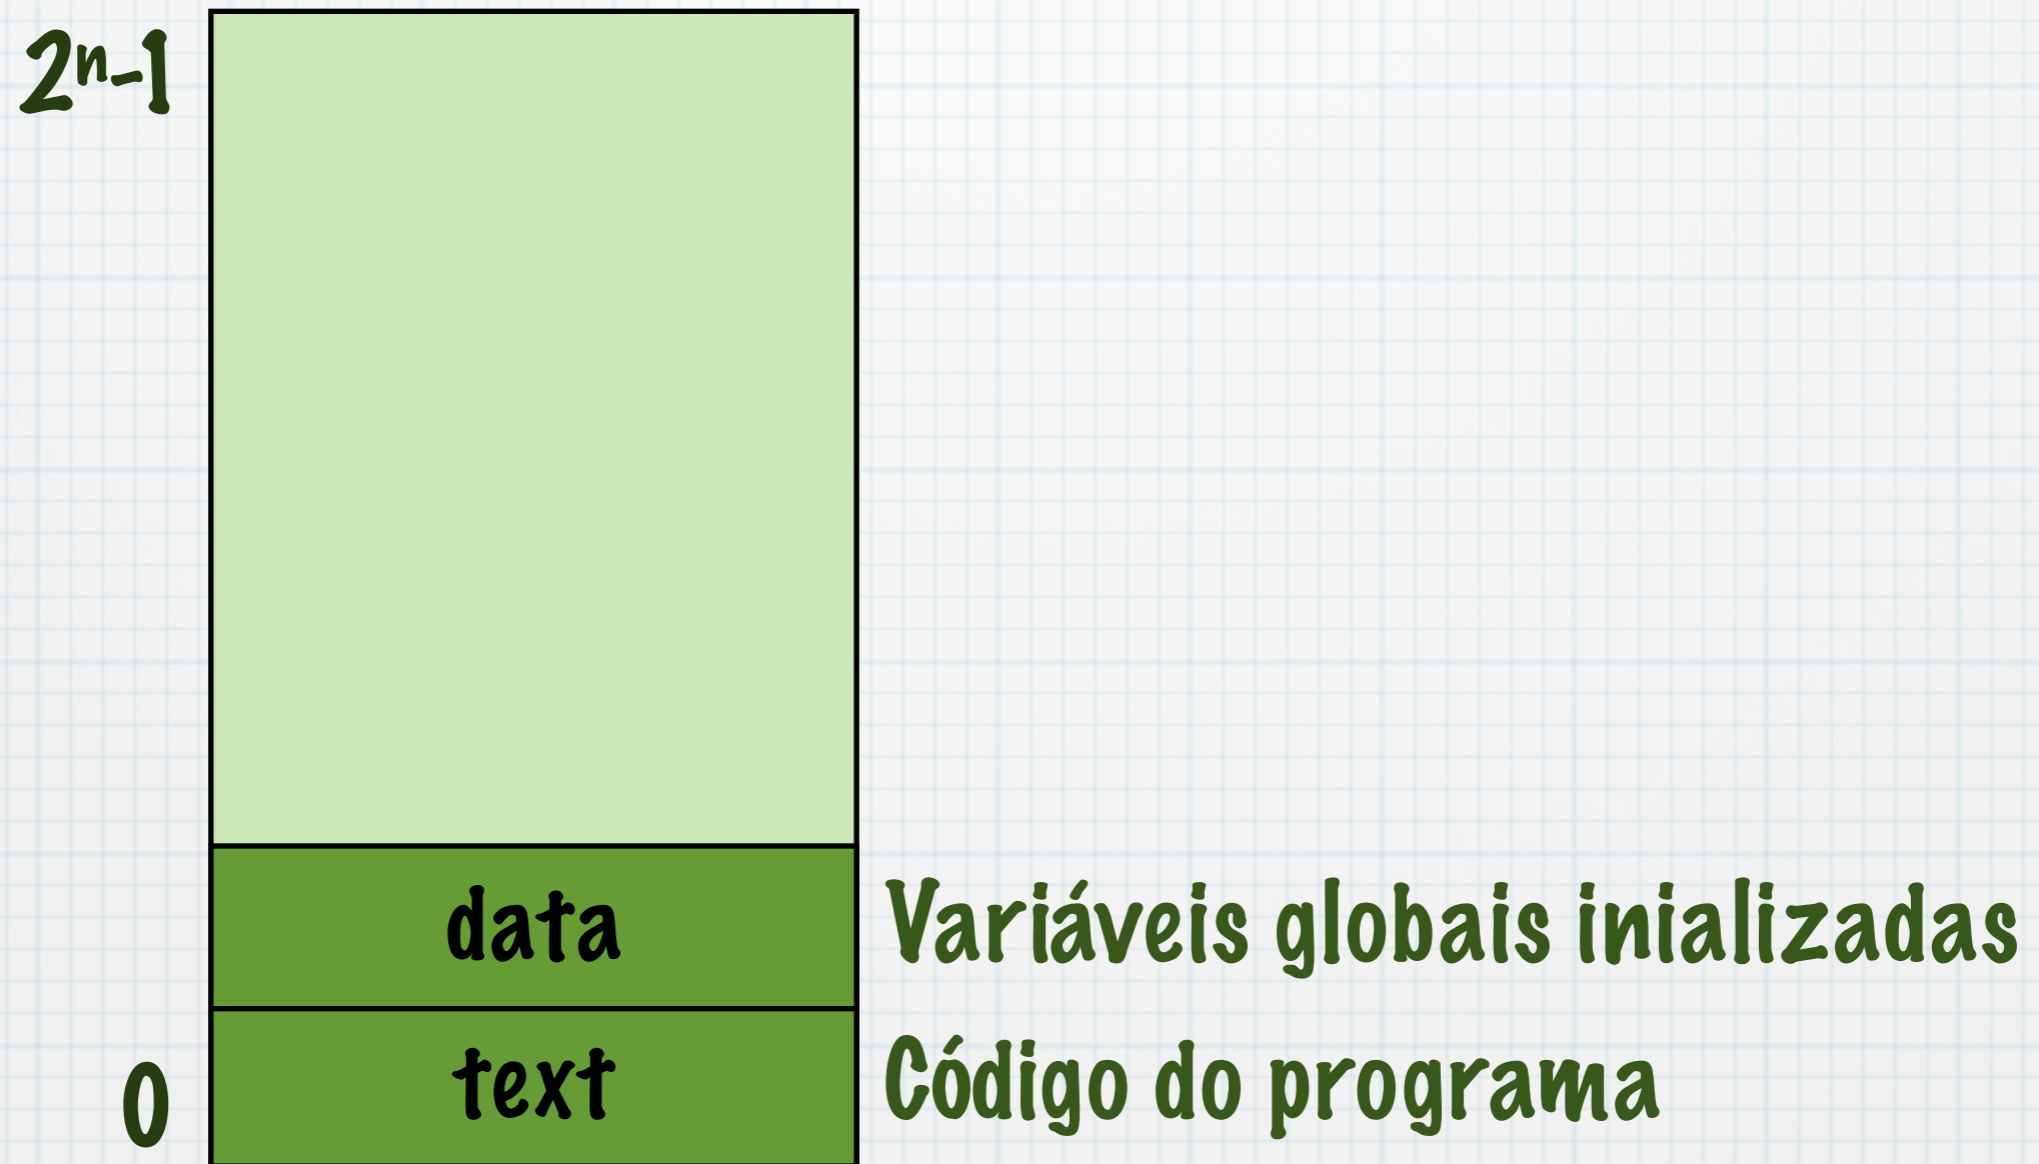 2ⁿ-1
data Variáveis globais inializadas
text Código do programa
0